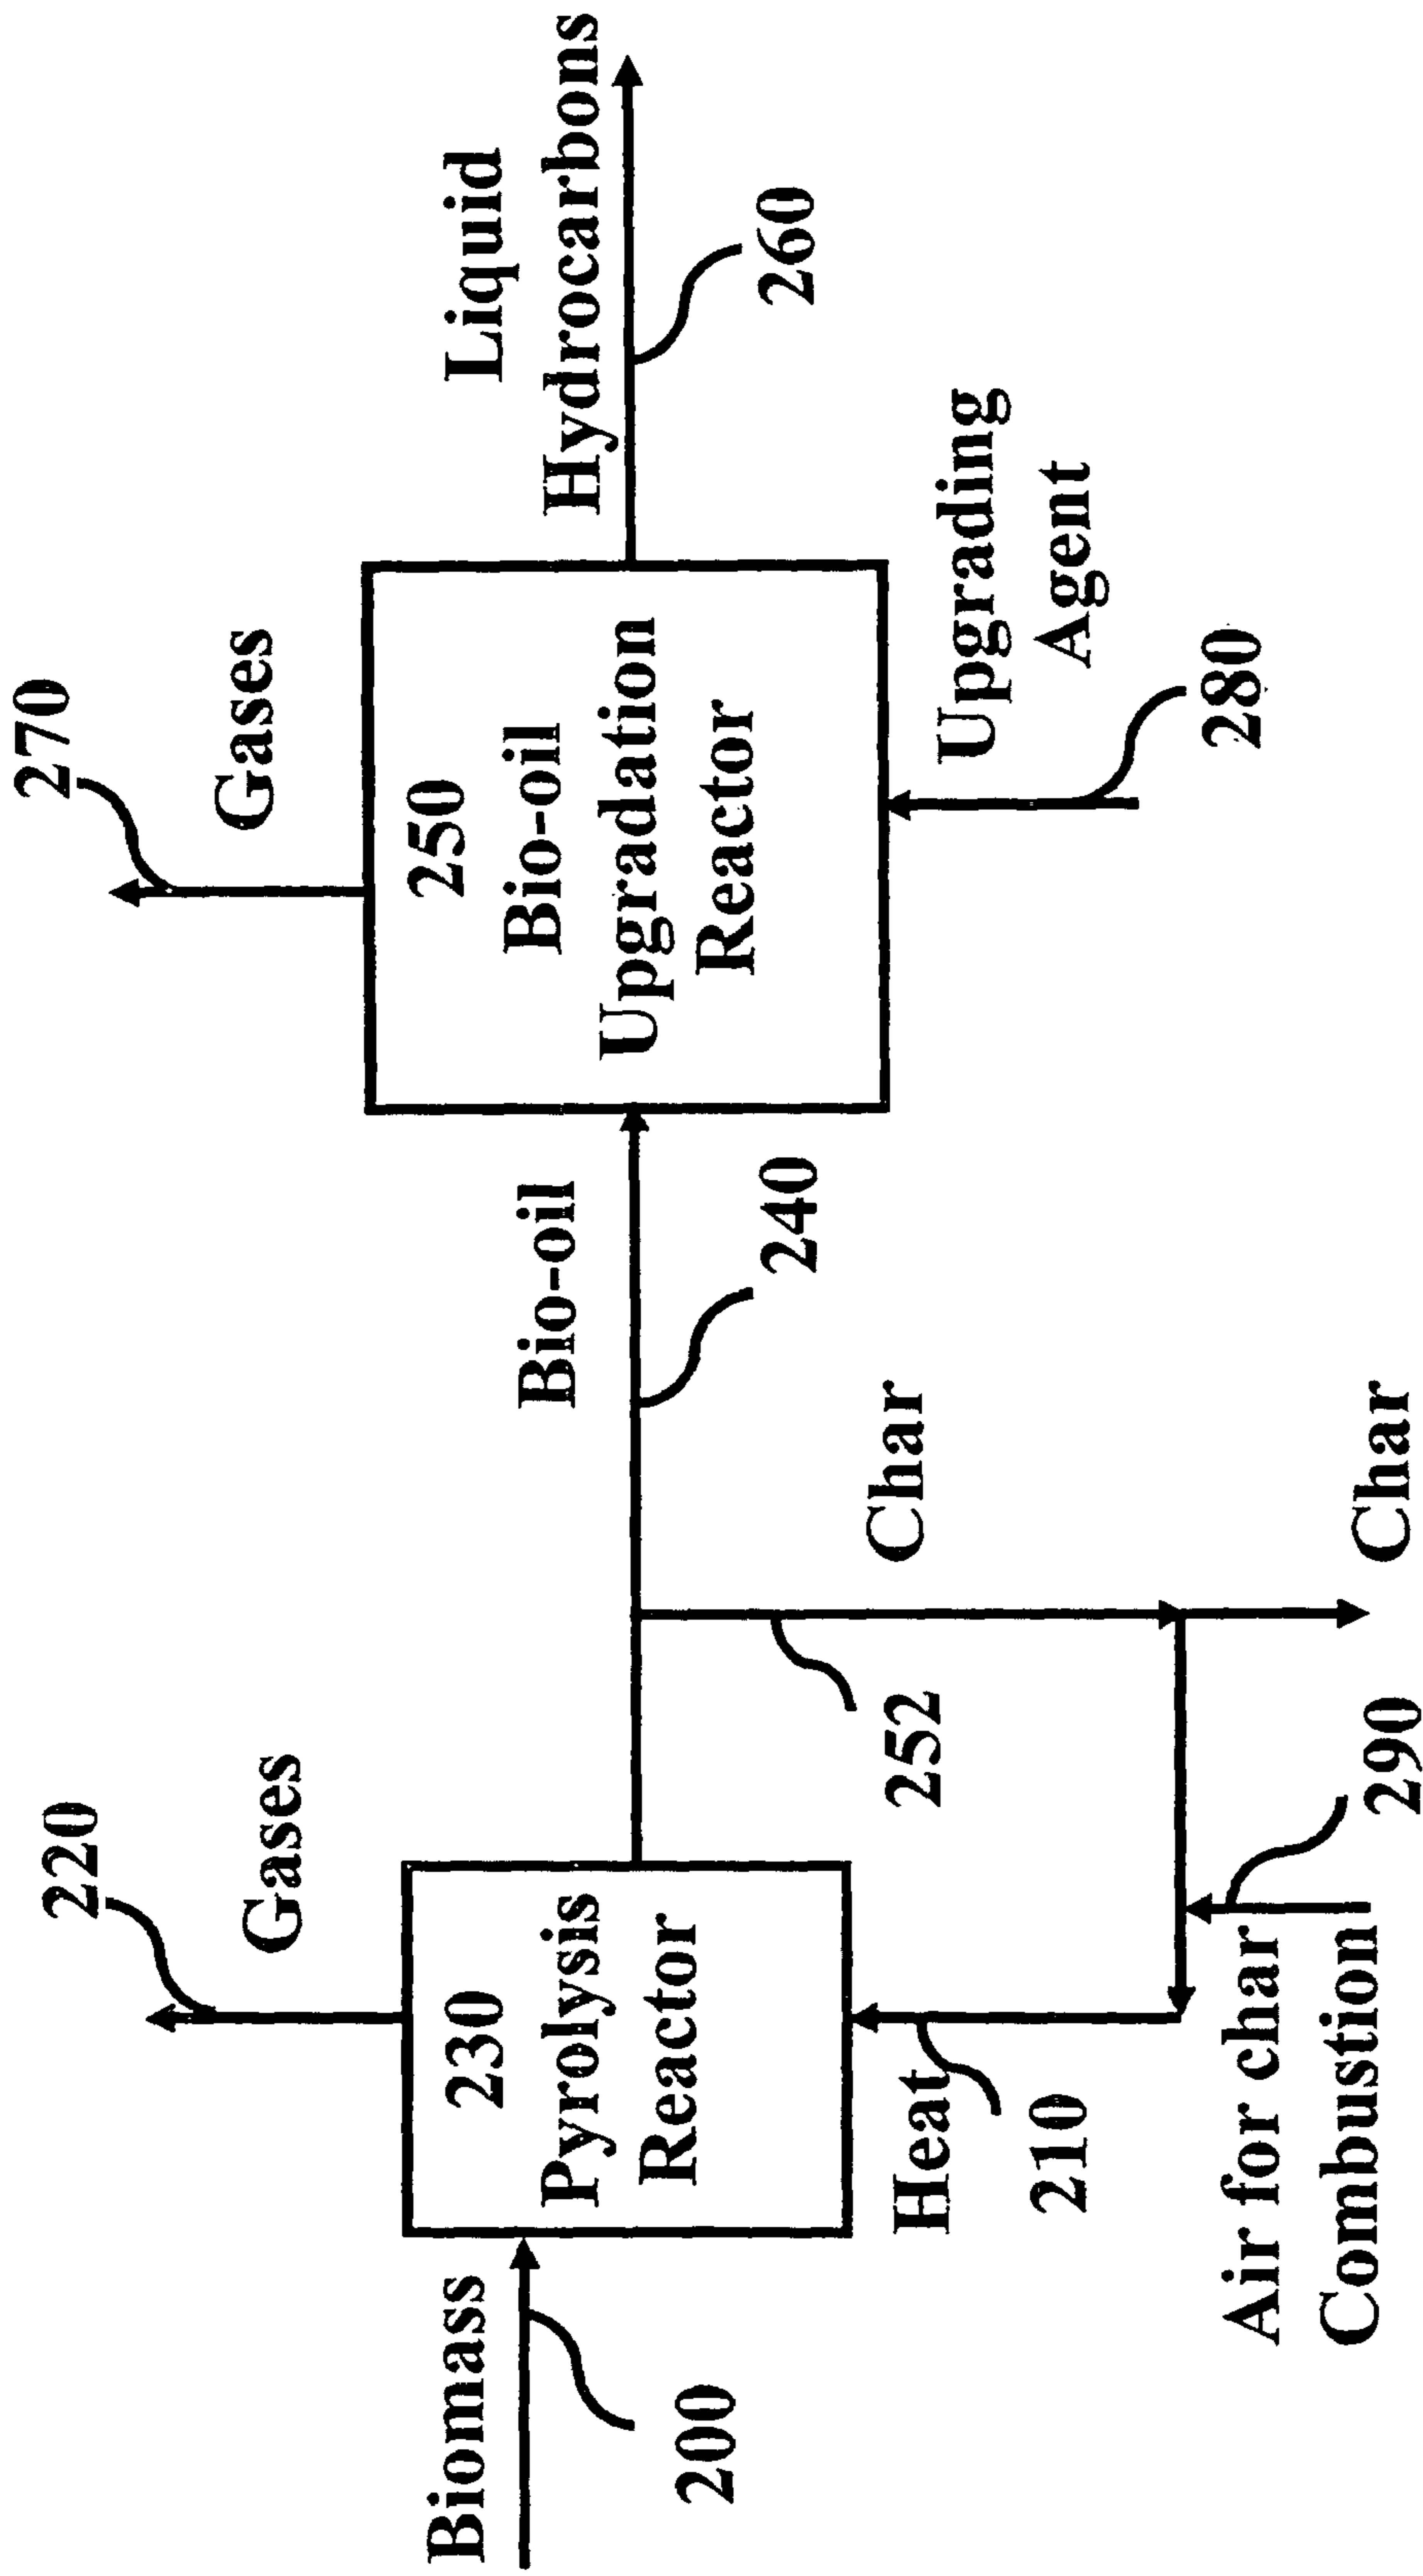 Biomass
200
220
Gases
230
Pyrolysis
Reactor
Heat
210
Air for char
Combustion
290
252
Char
Char
Bio-oil
240
270
Gases
250
Bio-oil
Upgradation
Reactor
Upgrading
Agent
280
Liquid
Hydrocarbons
260